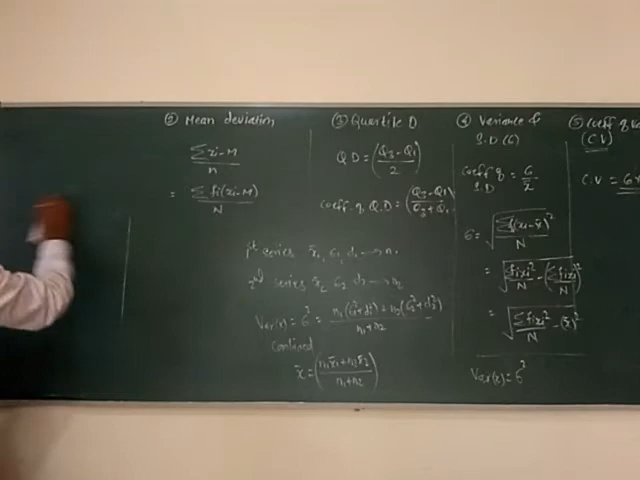 ② Mean deviation
Σxi-M / n
= Σfi(xi-M) / N
③ Quartile D
Q.D = (Q3-Q1 / 2)
Coeff. of Q.D = (Q3-Q1 / Q3+Q1)
1st series x̄1, σ1 d1 → n1
2nd series x̄2 σ2 d2 → n2
Var(x) = σ² = n1(σ1²+d1²) + n2(σ2²+d2²) / n1+n2
x̄ = (n1x̄1+n2x̄2 / n1+n2)
④ Variance &
S.D (σ)
Coeff of S.D = σ / x̄
σ = √Σf(xi-x̄)² / N
= √Σfixi² / N - (Σfixi / N)²
= √Σfixi² / N - (x̄)²
Var(x) = σ²
⑤ Coeff of
(C.V)
C.V =